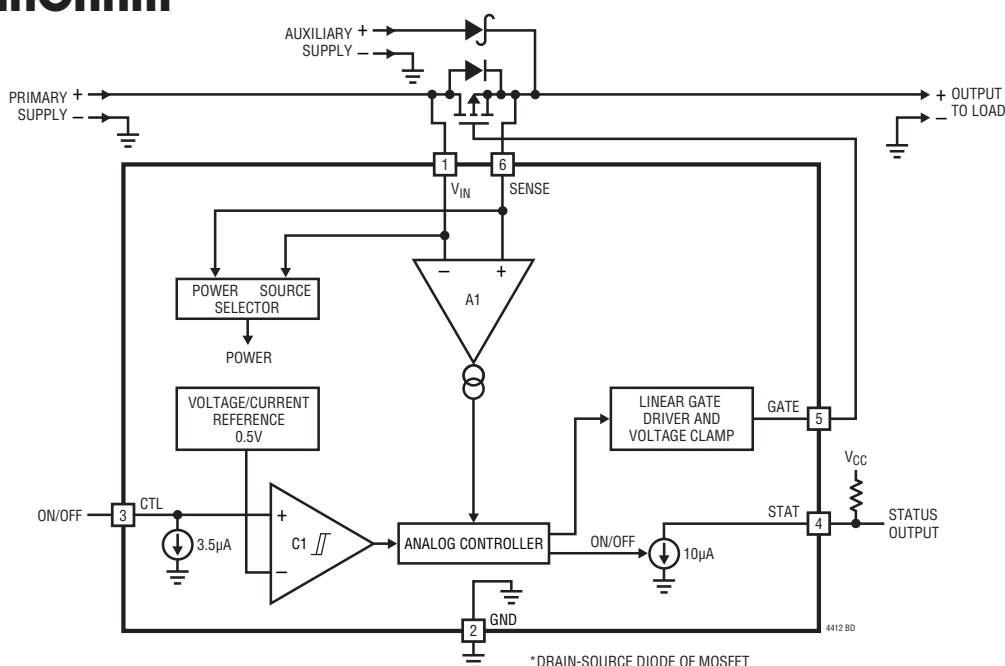 AUXILIARY +
SUPPLY –
PRIMARY +
SUPPLY –
+ OUTPUT
– TO LOAD
*
1
6
V_IN
SENSE
– +
A1
POWER SOURCE
SELECTOR
POWER
VOLTAGE/CURRENT
REFERENCE
0.5V
LINEAR GATE
DRIVER AND
VOLTAGE CLAMP
GATE
5
V_CC
ON/OFF
3
CTL
3.5µA
+
C1
–
ANALOG CONTROLLER
ON/OFF
10µA
STAT
4
STATUS
OUTPUT
2
GND
4412 BD
*DRAIN-SOURCE DIODE OF MOSFET